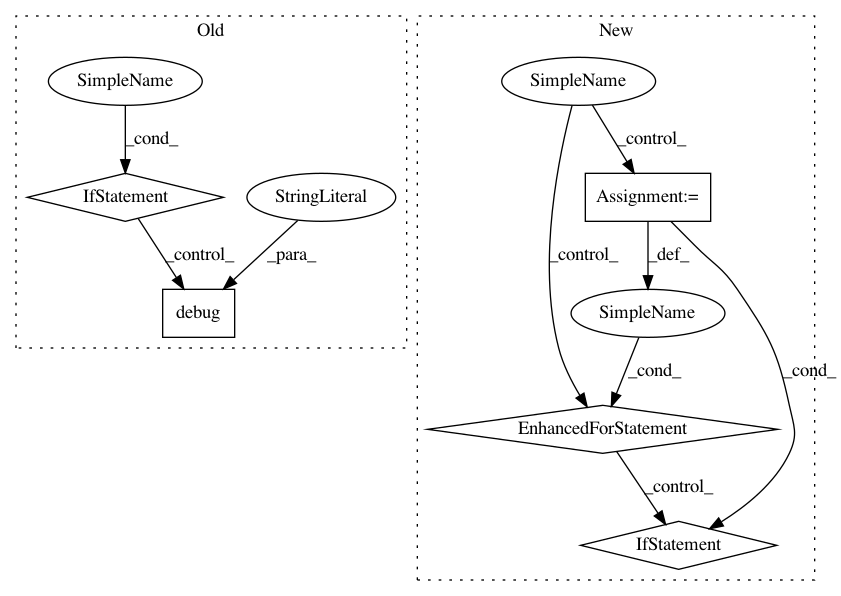 Old
New
SimpleName
SimpleName
_cond_
_control_
IfStatement
StringLiteral
Assignment:=
_control_
_para_
_control_
_def_
debug
SimpleName
_cond_
_cond_
EnhancedForStatement
_control_
IfStatement